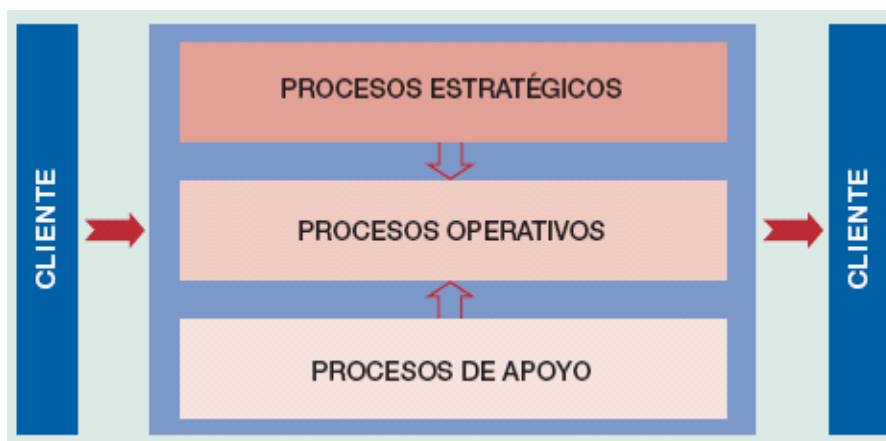 CLIENTE
PROCESOS ESTRATÉGICOS
PROCESOS OPERATIVOS
PROCESOS DE APOYO
CLIENTE